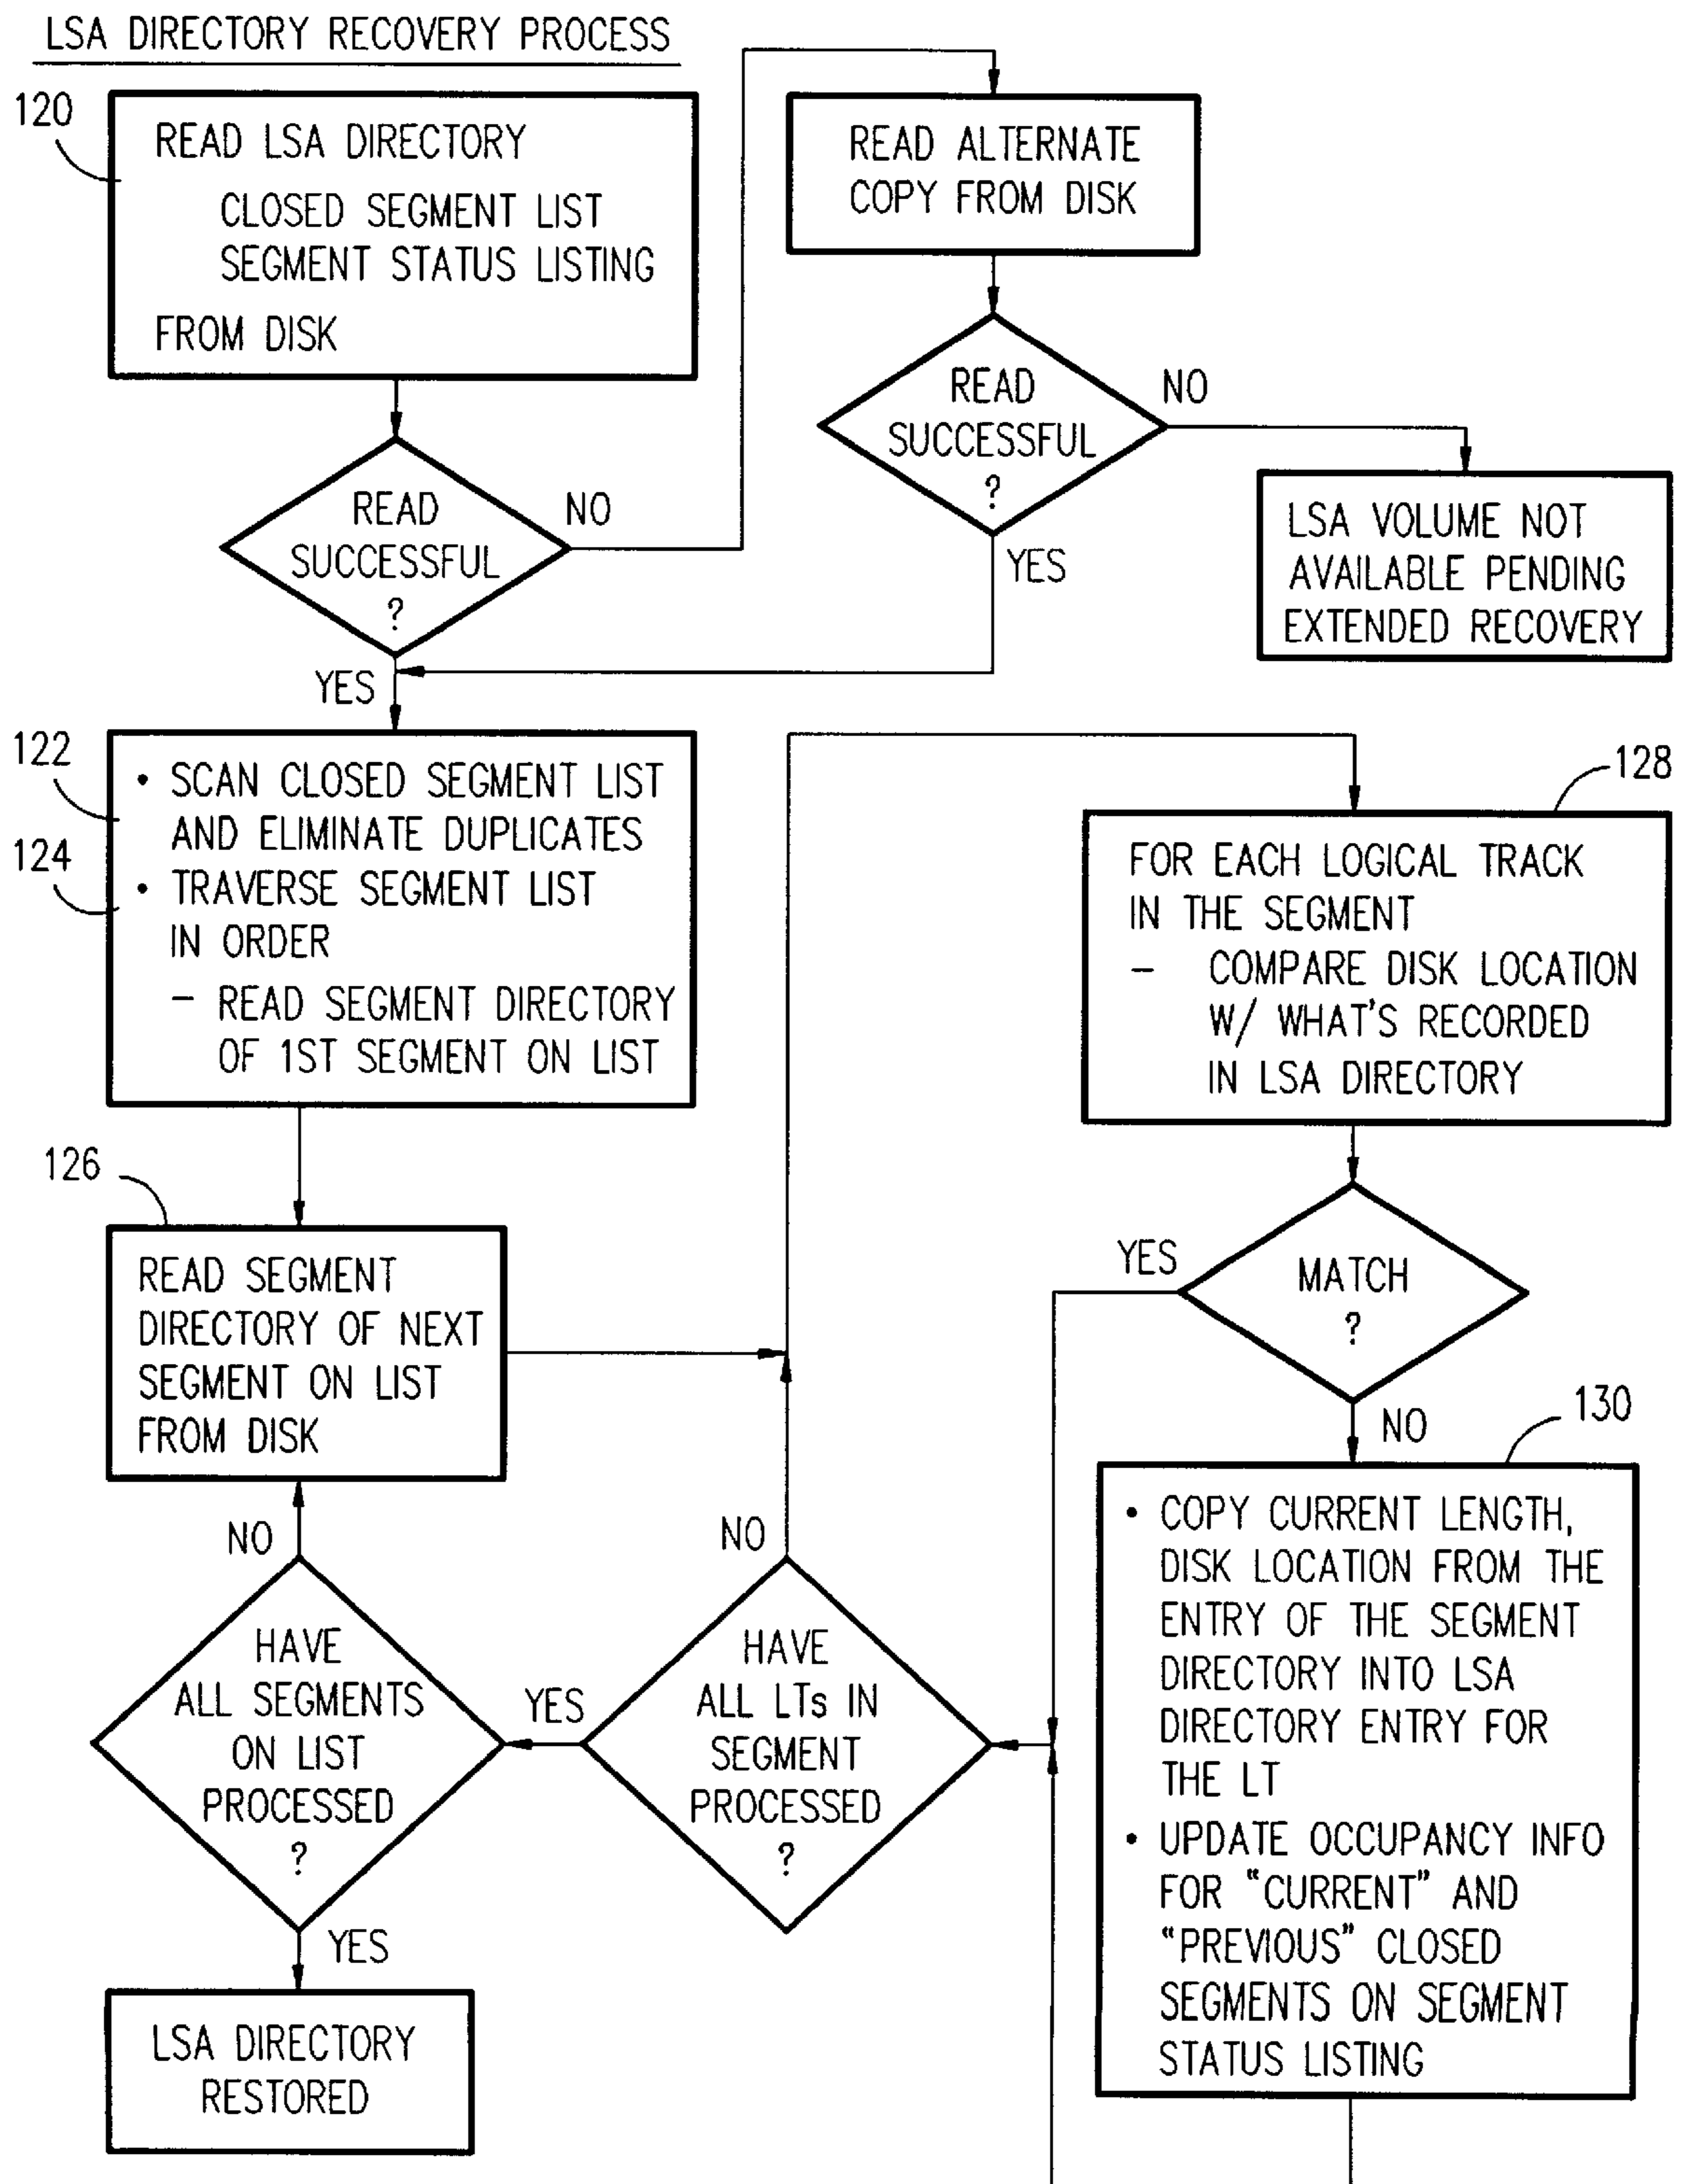 LSA DIRECTORY RECOVERY PROCESS
120
READ LSA DIRECTORY
CLOSED SEGMENT LIST
SEGMENT STATUS LISTING
FROM DISK
READ ALTERNATE
COPY FROM DISK
READ
SUCCESSFUL
?
NO
YES
READ
SUCCESSFUL
?
NO
YES
LSA VOLUME NOT
AVAILABLE PENDING
EXTENDED RECOVERY
122
124
• SCAN CLOSED SEGMENT LIST
AND ELIMINATE DUPLICATES
• TRAVERSE SEGMENT LIST
IN ORDER
– READ SEGMENT DIRECTORY
OF 1ST SEGMENT ON LIST
126
READ SEGMENT
DIRECTORY OF NEXT
SEGMENT ON LIST
FROM DISK
128
FOR EACH LOGICAL TRACK
IN THE SEGMENT
– COMPARE DISK LOCATION
W/ WHAT'S RECORDED
IN LSA DIRECTORY
MATCH
?
YES
NO
130
• COPY CURRENT LENGTH,
DISK LOCATION FROM THE
ENTRY OF THE SEGMENT
DIRECTORY INTO LSA
DIRECTORY ENTRY FOR
THE LT
• UPDATE OCCUPANCY INFO
FOR "CURRENT" AND
"PREVIOUS" CLOSED
SEGMENTS ON SEGMENT
STATUS LISTING
NO
HAVE
ALL LTs IN
SEGMENT
PROCESSED
?
YES
NO
HAVE
ALL SEGMENTS
ON LIST
PROCESSED
?
YES
LSA DIRECTORY
RESTORED